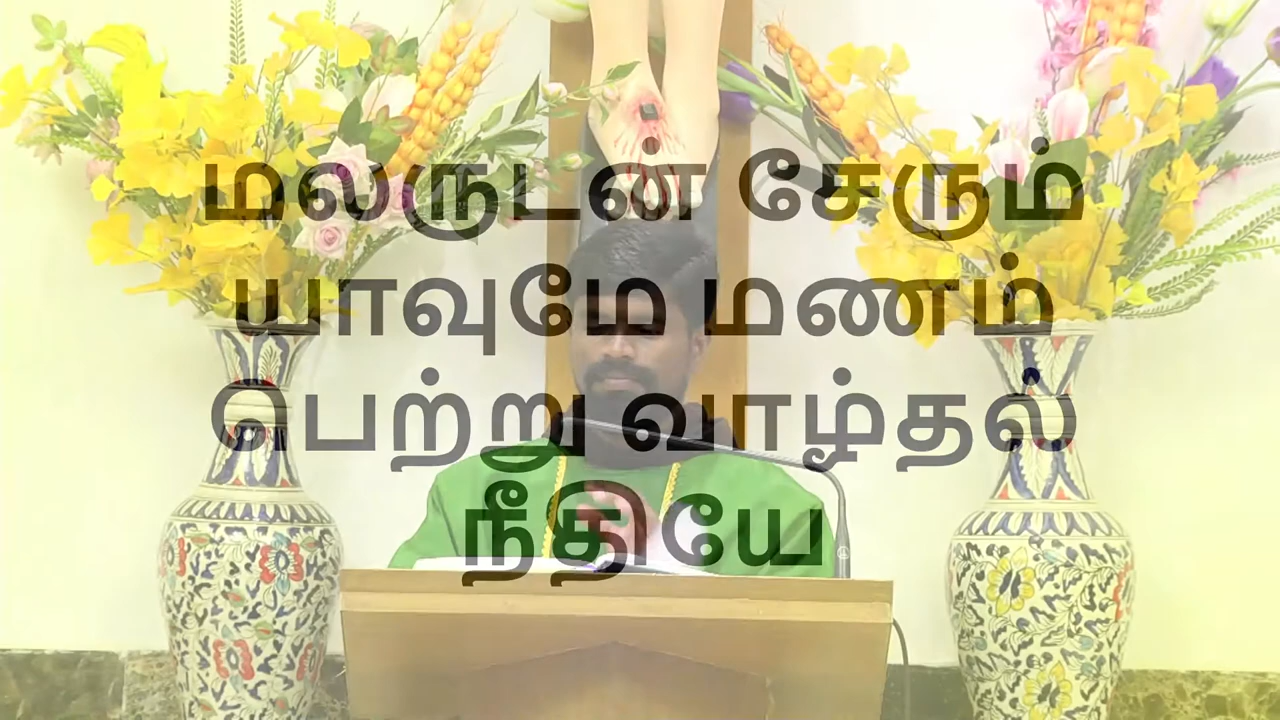 மலருடன் சேரும்
யாவுமே மணம்
பெற்று வாழ்தல்
நீதியே